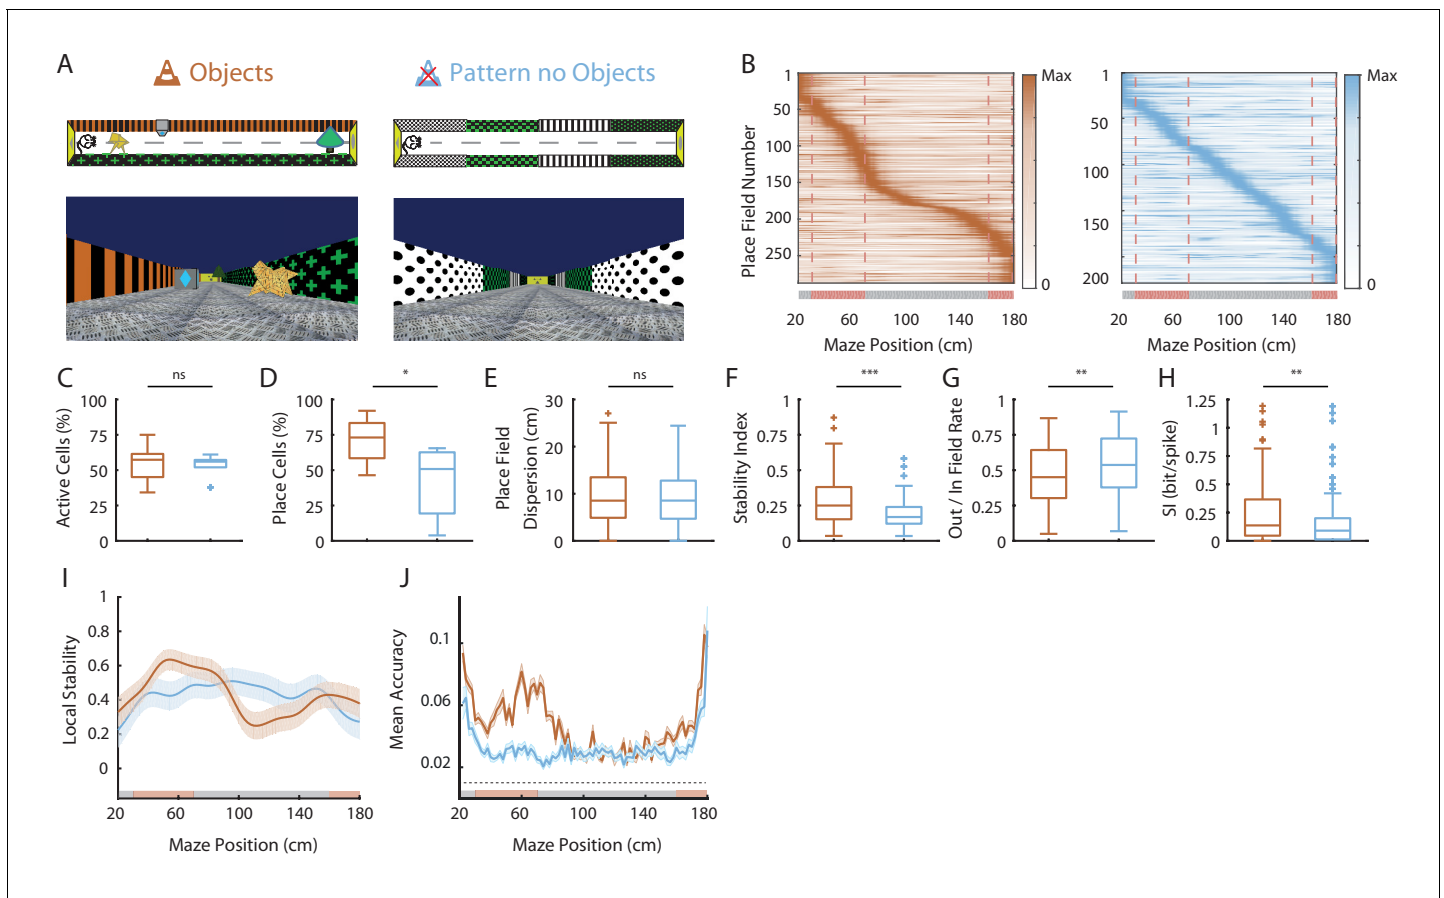 A
Objects
Pattern no Objects
B
Place Field Number
1
50
100
150
200
250
20 60 100 140 180
Maze Position (cm)
Max
0
1
50
100
150
200
20 60 100 140 180
Maze Position (cm)
Max
0
C
ns
Active Cells (%)
100
75
50
25
0
D
*
Place Cells (%)
100
75
50
25
0
E
ns
Place Field
Dispersion (cm)
30
20
10
0
F
***
Stability Index
1
0.75
0.5
0.25
0
G
**
Out / In Field Rate
1
0.75
0.5
0.25
0
H
**
SI (bit/spike)
1.25
1
0.75
0.5
0.25
0
I
Local Stability
1
0.8
0.6
0.4
0.2
0
20 60 100 140 180
Maze Position (cm)
J
Mean Accuracy
0.1
0.06
0.02
20 60 100 140 180
Maze Position (cm)